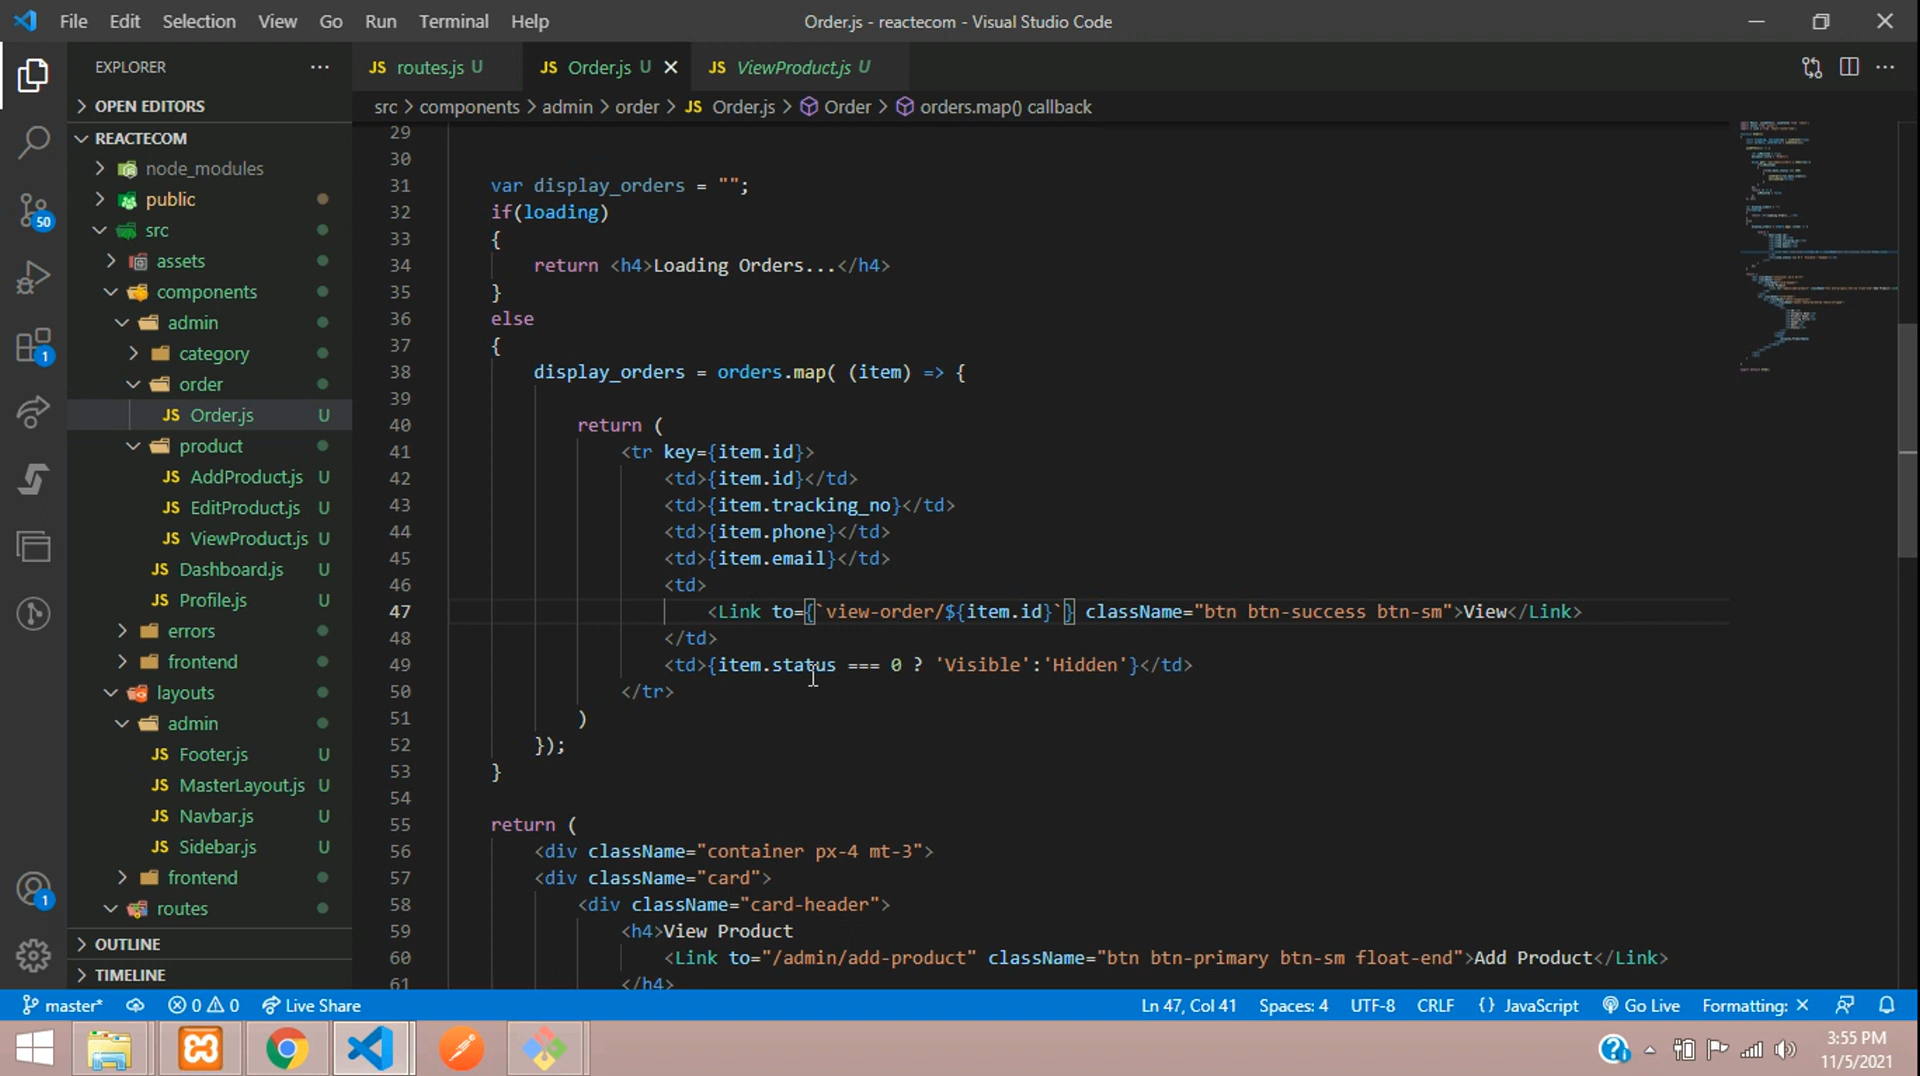 File Edit Selection View Go Run Terminal Help Order.js - reactecom - Visual Studio Code
EXPLORER ...
OPEN EDITORS
REACTECOM
node_modules
public
src
assets
components
admin
category
order
JS Order.js U
product
JS AddProduct.js U
JS EditProduct.js U
JS ViewProduct.js U
JS Dashboard.js U
JS Profile.js U
errors
frontend
layouts
admin
JS Footer.js U
JS MasterLayout.js U
JS Navbar.js U
JS Sidebar.js U
frontend
routes
OUTLINE
TIMELINE
50
1
1
JS routes.js U JS Order.js U JS ViewProduct.js U
src > components > admin > order > JS Order.js > Order > orders.map() callback
29
30
31 var display_orders = "";
32 if(loading)
33 {
34 return <h4>Loading Orders...</h4>
35 }
36 else
37 {
38 display_orders = orders.map( (item) => {
39
40 return (
41 <tr key={item.id}>
42 <td>{item.id}</td>
43 <td>{item.tracking_no}</td>
44 <td>{item.phone}</td>
45 <td>{item.email}</td>
46 <td>
47 <Link to={`view-order/${item.id}`} className="btn btn-success btn-sm">View</Link>
48 </td>
49 <td>{item.status === 0 ? 'Visible':'Hidden'}</td>
50 </tr>
51 )
52 });
53 }
54
55 return (
56 <div className="container px-4 mt-3">
57 <div className="card">
58 <div className="card-header">
59 <h4>View Product
60 <Link to="/admin/add-product" className="btn btn-primary btn-sm float-end">Add Product</Link>
61 </h4>
master* 0 0 Live Share Ln 47, Col 41 Spaces: 4 UTF-8 CRLF {} JavaScript Go Live Formatting: ×
3:55 PM
11/5/2021